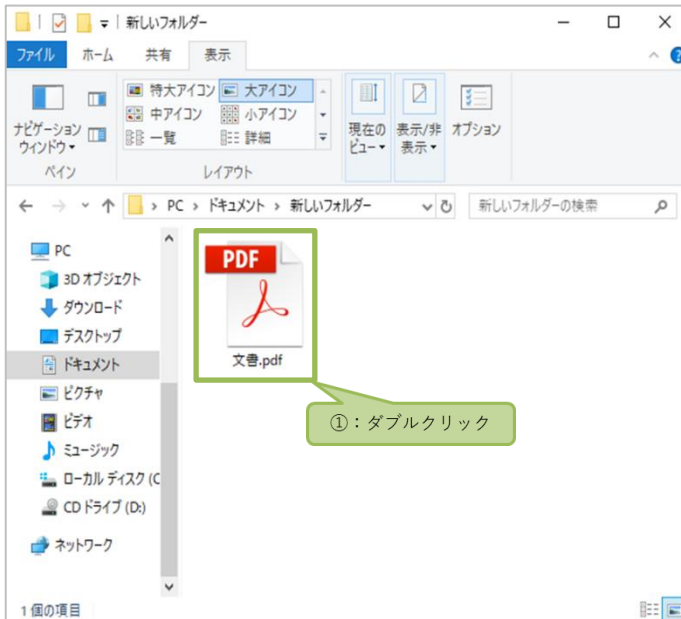 新しいフォルダー
ファイル ホーム 共有 表示
ナビゲーション
ウィンドウ
特大アイコン 大アイコン
中アイコン 小アイコン
一覧 詳細
現在の
ビュー
表示/非
表示
オプション
ペイン レイアウト
PC › ドキュメント › 新しいフォルダー
新しいフォルダーの検索
PC
3D オブジェクト
ダウンロード
デスクトップ
ドキュメント
ピクチャ
ビデオ
ミュージック
ローカル ディスク (C
CD ドライブ (D:)
ネットワーク
PDF
文書.pdf
①：ダブルクリック
1 個の項目